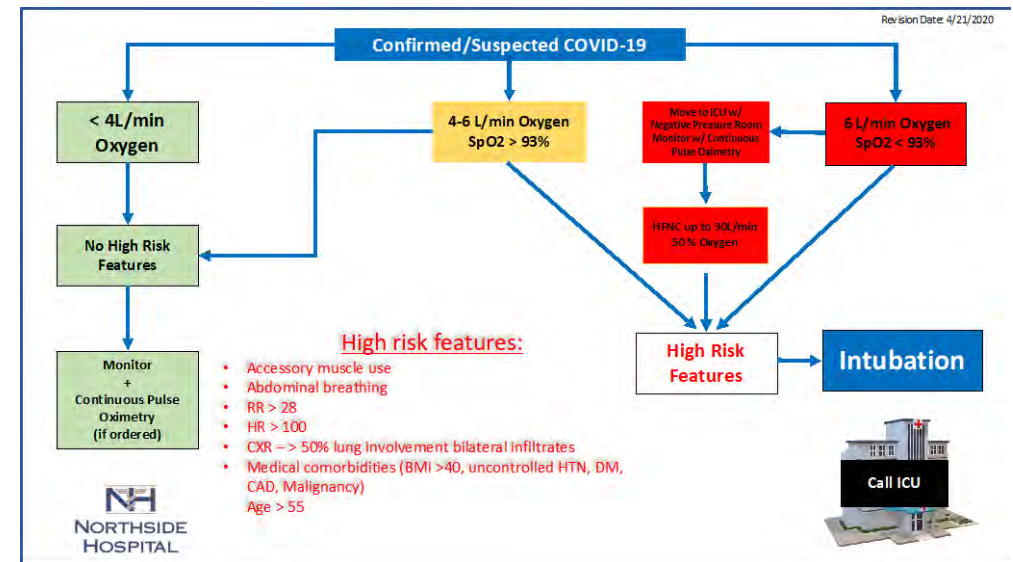 Revision Date: 4/21/2020
Confirmed/Suspected COVID-19
< 4L/min
Oxygen
4-6 L/min Oxygen
SpO2 > 93%
Move to ICU w/
Negative Pressure Room
Monitor w/ Continuous
Pulse Oximetry
6 L/min Oxygen
SpO2 < 93%
No High Risk
Features
HFNC up to 30L/min
50% Oxygen
High Risk
Features
Intubation
Monitor
+
Continuous Pulse
Oximetry
(if ordered)
High risk features:
• Accessory muscle use
• Abdominal breathing
• RR > 28
• HR > 100
• CXR – > 50% lung involvement bilateral infiltrates
• Medical comorbidities (BMI >40, uncontrolled HTN, DM,
CAD, Malignancy)
Age > 55
Call ICU
NH
NORTHSIDE
HOSPITAL